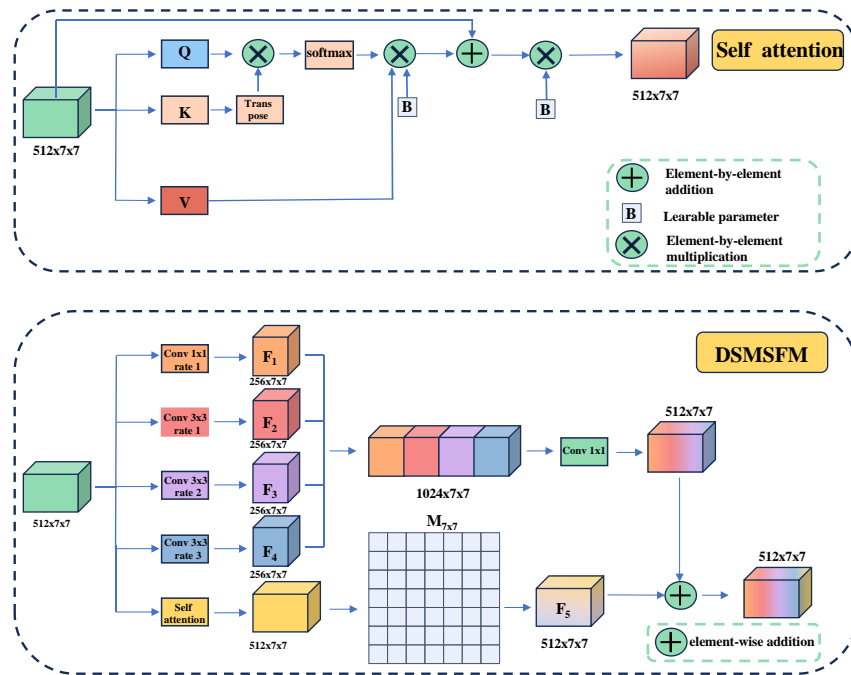 Q
softmax
Self attention
K
Trans
pose
B
B
512x7x7
512x7x7
V
Element-by-element
addition
B
Learable parameter
Element-by-element
multiplication
DSMSFM
Conv 1x1
rate 1
F1
256x7x7
Conv 3x3
rate 1
F2
256x7x7
512x7x7
Conv 1x1
1024x7x7
Conv 3x3
rate 2
F3
256x7x7
512x7x7
M7x7
Conv 3x3
rate 3
F4
256x7x7
512x7x7
Self
attention
F5
512x7x7
512x7x7
element-wise addition